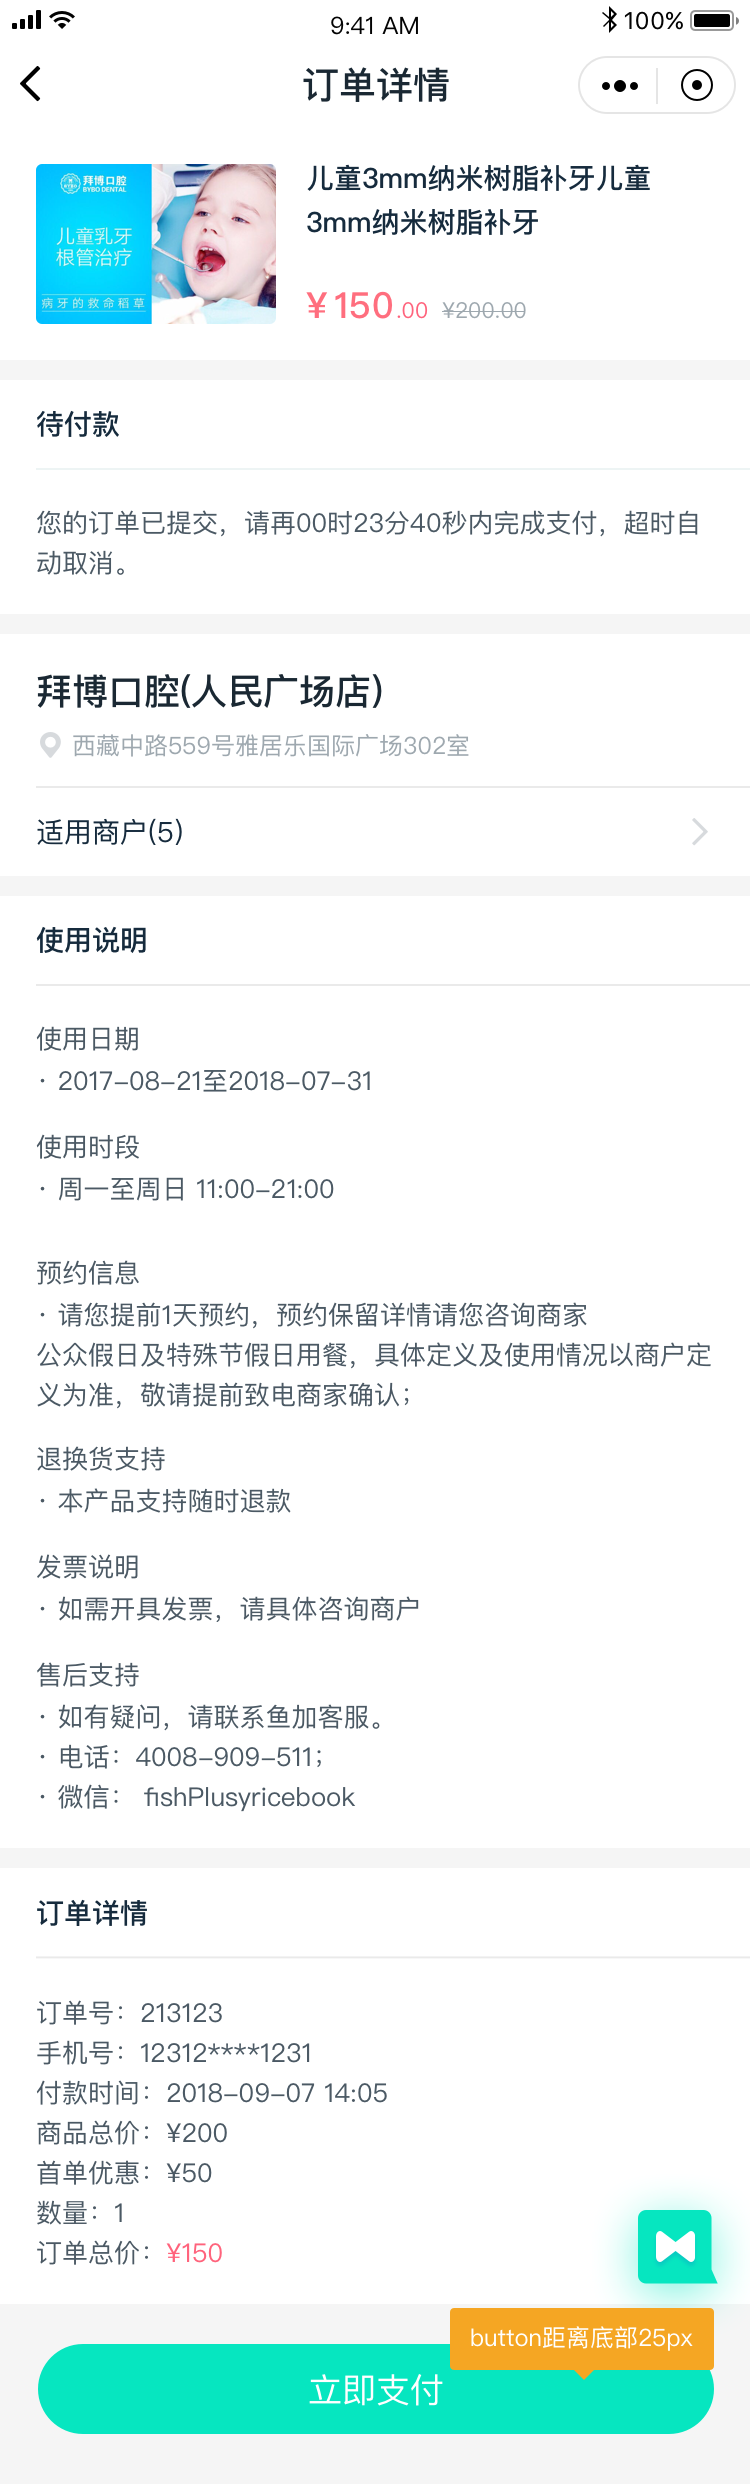 9:41 AM
100%
订单详情
拜博口腔
BYBO DENTAL
儿童乳牙
根管治疗
病牙的救命稻草
儿童3mm纳米树脂补牙儿童
3mm纳米树脂补牙
¥150.00 ¥200.00
待付款
您的订单已提交，请再00时23分40秒内完成支付，超时自
动取消。
拜博口腔(人民广场店)
西藏中路559号雅居乐国际广场302室
适用商户(5)
使用说明
使用日期
· 2017-08-21至2018-07-31
使用时段
· 周一至周日 11:00-21:00
预约信息
· 请您提前1天预约，预约保留详情请您咨询商家
公众假日及特殊节假日用餐，具体定义及使用情况以商户定
义为准，敬请提前致电商家确认；
退换货支持
· 本产品支持随时退款
发票说明
· 如需开具发票，请具体咨询商户
售后支持
· 如有疑问，请联系鱼加客服。
· 电话：4008-909-511；
· 微信： fishPlusyricebook
订单详情
订单号：213123
手机号：12312****1231
付款时间：2018-09-07 14:05
商品总价：¥200
首单优惠：¥50
数量：1
订单总价：¥150
button距离底部25px
立即支付